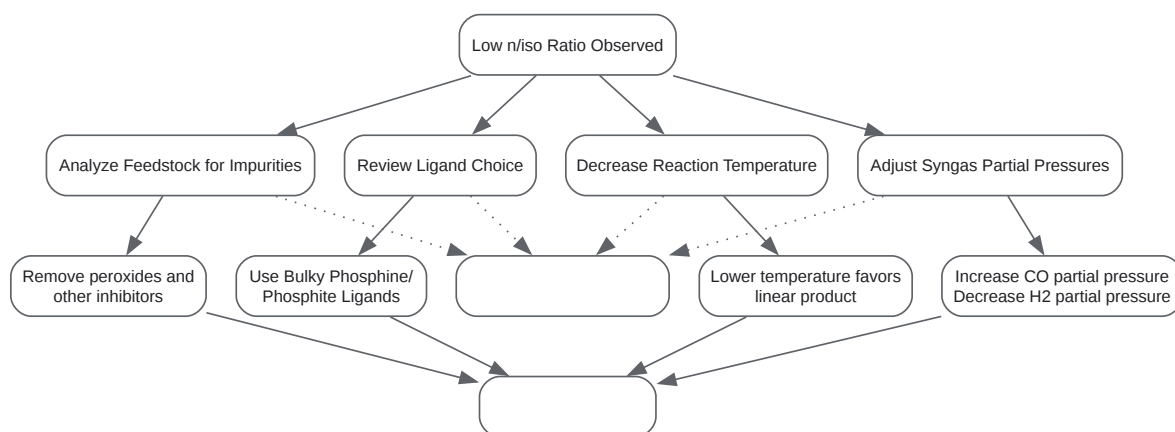 Low n/iso Ratio Observed
Analyze Feedstock for Impurities
Review Ligand Choice
Decrease Reaction Temperature
Adjust Syngas Partial Pressures
Remove peroxides and
other inhibitors
Use Bulky Phosphine/
Phosphite Ligands
Lower temperature favors
linear product
Increase CO partial pressure
Decrease H2 partial pressure